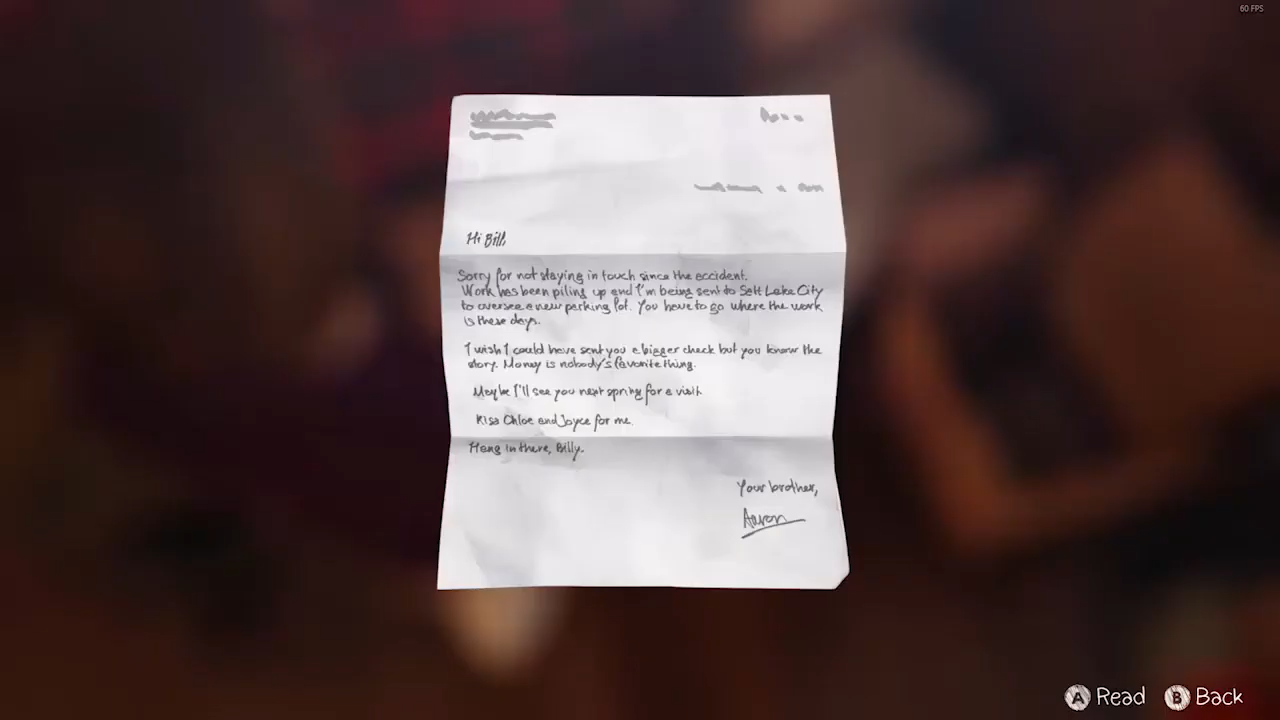 60 FPS
Hi Bill,
Sorry for not staying in touch since the accident.
Work has been piling up and I'm being sent to Salt Lake City
to oversee a new parking lot. You have to go where the work
is these days.
I wish I could have sent you a bigger check but you know the
story. Money is nobody's favorite thing.
Maybe I'll see you next spring for a visit.
Kiss Chloe and Joyce for me.
Hang in there, Billy.
Your brother,
Aaron
A Read B Back